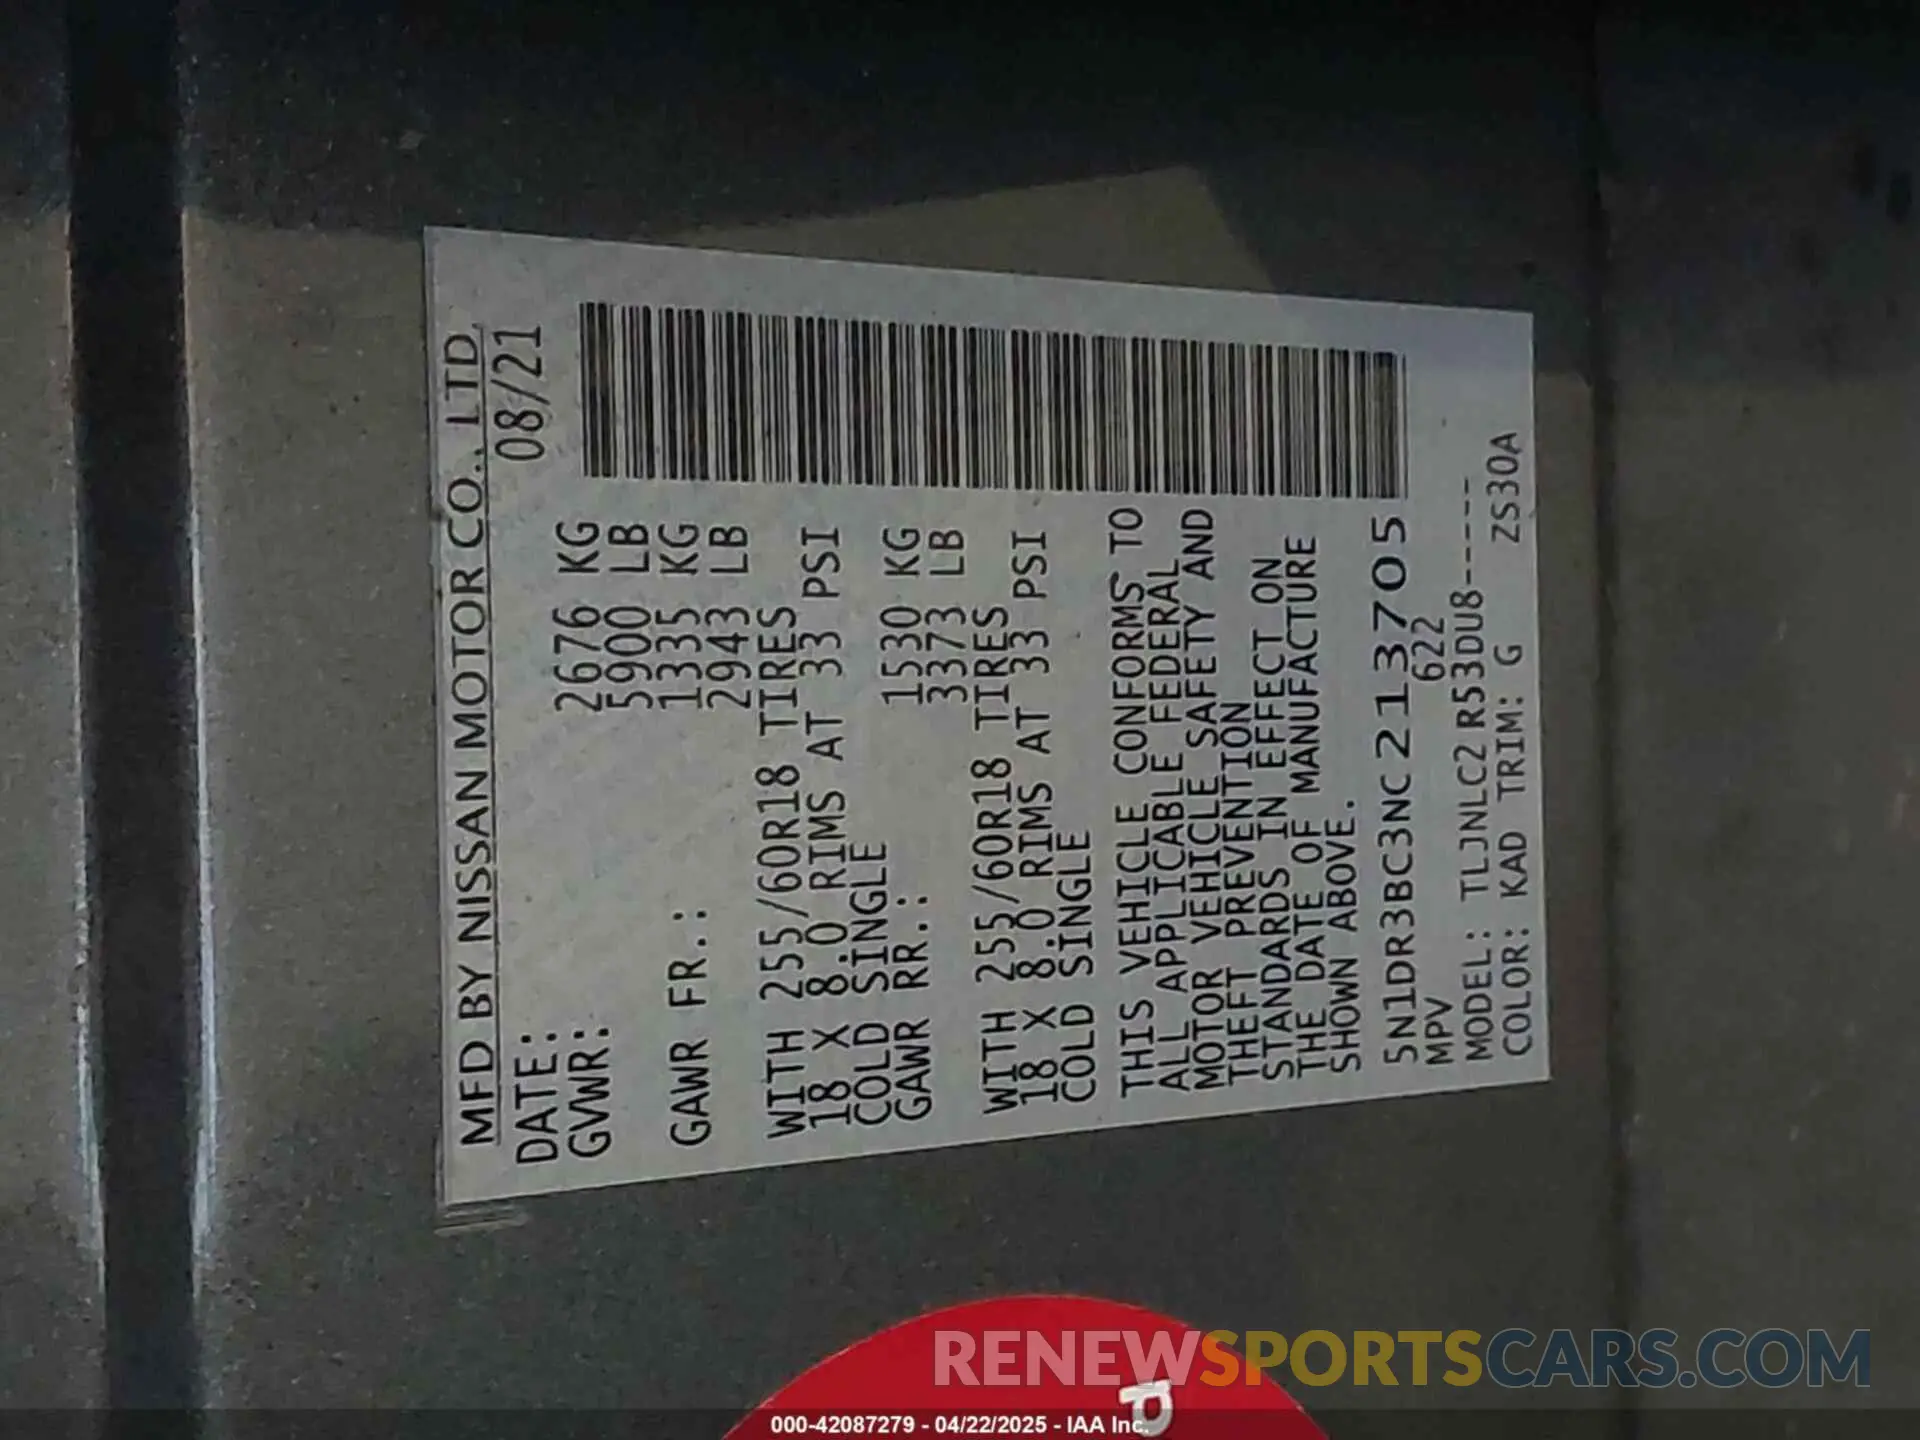 MFD BY NISSAN MOTOR CO., LTD.
DATE: 08/21
GVWR: 2676 KG
5900 LB
GAWR FR.: 1335 KG
2943 LB
WITH 255/60R18 TIRES
18 X 8.0 RIMS AT 33 PSI
COLD SINGLE
GAWR RR.: 1530 KG
3373 LB
WITH 255/60R18 TIRES
18 X 8.0 RIMS AT 33 PSI
COLD SINGLE
THIS VEHICLE CONFORMS TO
ALL APPLICABLE FEDERAL
MOTOR VEHICLE SAFETY AND
THEFT PREVENTION
STANDARDS IN EFFECT ON
THE DATE OF MANUFACTURE
SHOWN ABOVE.
5N1DR3BC3NC213705
MPV 622
MODEL: TLJNLC2 R53DU8-----
COLOR: KAD TRIM: G ZS30A
RENEWSPORTSCARS.COM
000-42087279 - 04/22/2025 - IAA Inc.